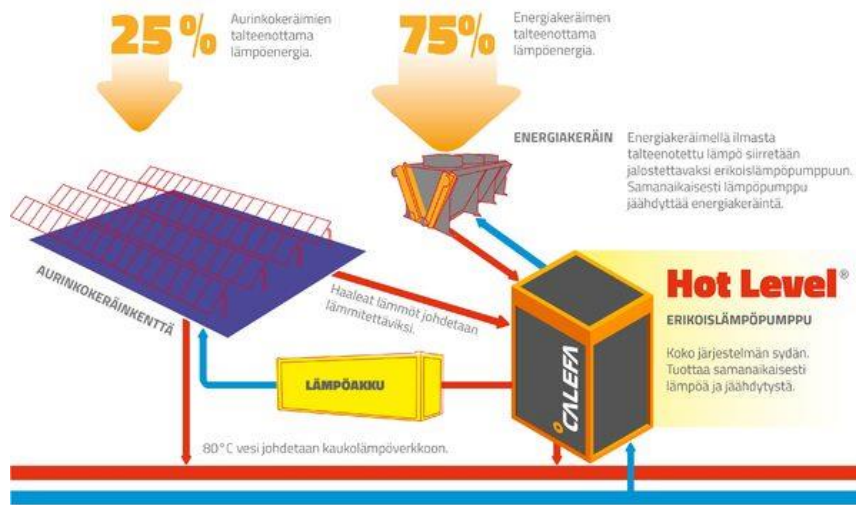 25%
Aurinkokeräimien
talteenottama
lämpöenergia.
75%
Energiakeräimen
talteenottama
lämpöenergia.
ENERGIAKERÄIN
Energiakeräimellä ilmasta
talteenotettu lämpö siirretään
jalostettavaksi erikoislämpöpumppuun.
Samanaikaisesti lämpöpumppu
jäähdyttää energiakeräintä.
AURINKOKERÄINKENTTÄ
Haaleat lämmöt johdetaan
lämmitettäviksi.
Hot Level®
ERIKOISLÄMPÖPUMPPU
Koko järjestelmän sydän.
Tuottaa samanaikaisesti
lämpöä ja jäähdytystä.
LÄMPÖAKKU
CALEFA
80°C vesi johdetaan kaukolämpöverkkoon.